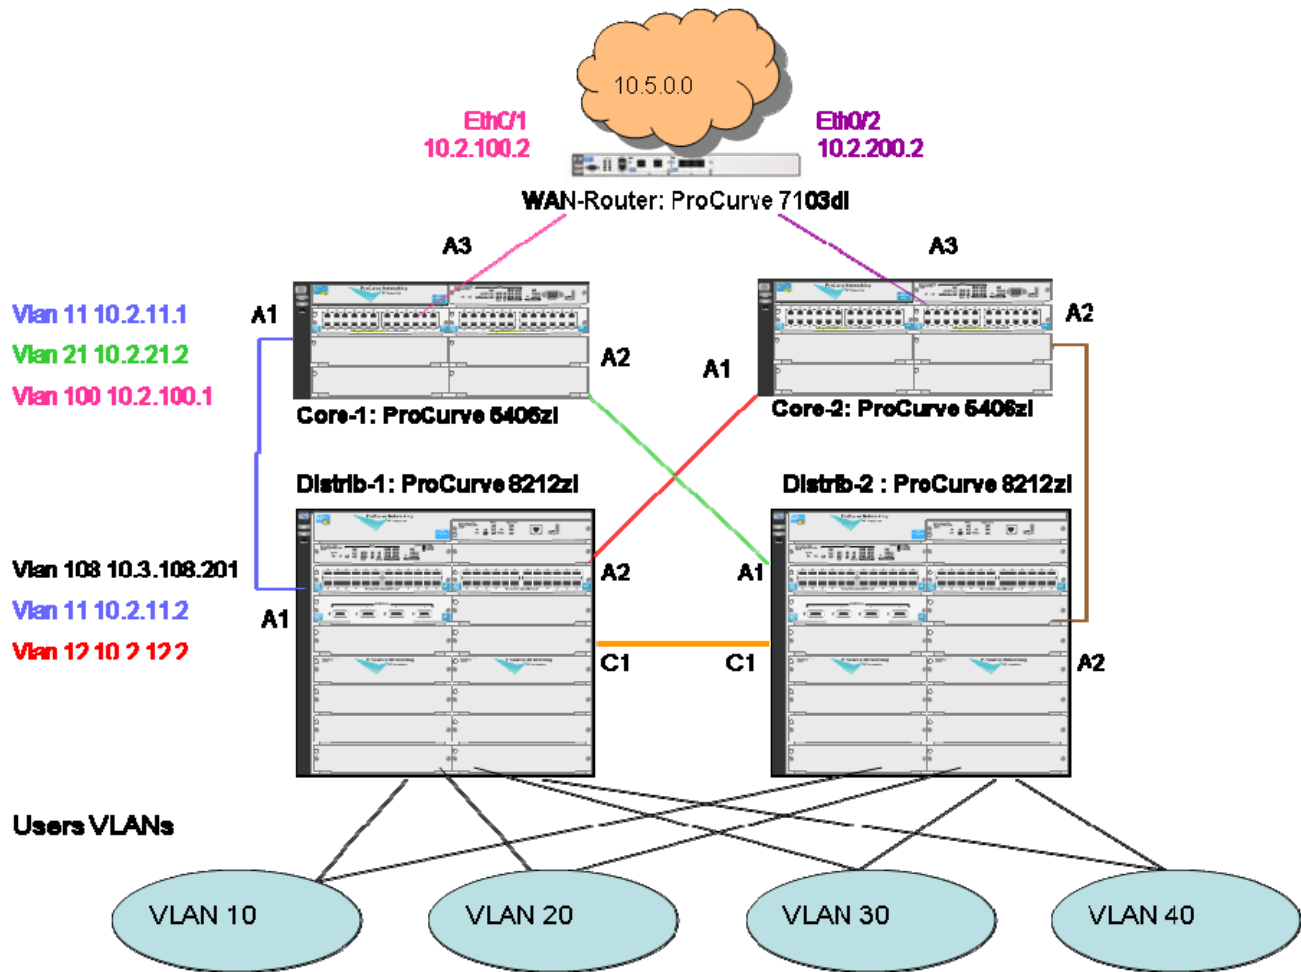 10.5.0.0
Eth0/1
10.2.100.2
Eth0/2
10.2.200.2
WAN-Router: ProCurve 7103dl
A3
A3
Vlan 11 10.2.11.1
A1
A2
Vlan 21 10.2.21.2
A2
A1
Vlan 100 10.2.100.1
Core-1: ProCurve 5406zl
Core-2: ProCurve 5406zl
Distrib-1: ProCurve 8212zl
Distrib-2 : ProCurve 8212zl
ProCurve Networking
ProCurve Networking
Vlan 108 10.3.108.201
A2
A1
Vlan 11 10.2.11.2
A1
Vlan 12 10.2.12.2
C1
C1
A2
Users VLANs
VLAN 10
VLAN 20
VLAN 30
VLAN 40